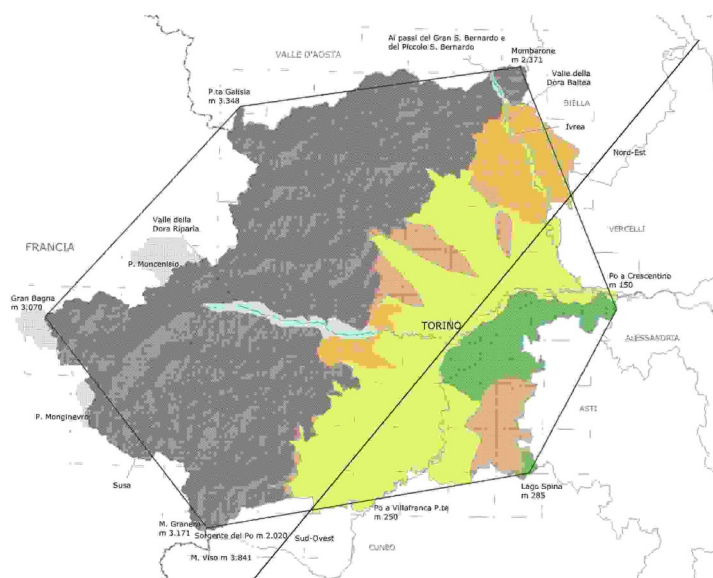 Ai passi del Gran S. Bernardo e
del Piccolo S. Bernardo
Mombarone
m 2.371
VALLE D'AOSTA
Valle della
Dora Baltea
P.ta Galisia
m 3.348
BIELLA
Ivrea
Nord-Est
Valle della
Dora Riparia
VERCELLI
FRANCIA
P. Moncenisio
Po a Crescentino
m 150
Gran Bagna
m 3.070
TORINO
ALESSANDRIA
ASTI
P. Monginevro
Susa
Lago Spina
m 285
Po a Villafranca P.te
m 250
M. Granero
m 3.171
Sorgente del Po m 2.020
Sud-Ovest
M. Viso m 3.841
CUNEO